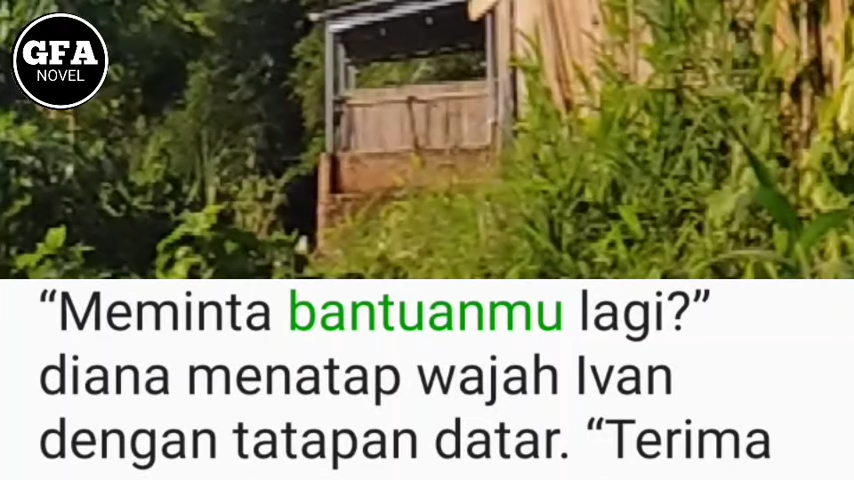 GFA
NOVEL
“Meminta bantuanmu lagi?”
diana menatap wajah Ivan
dengan tatapan datar. “Terima